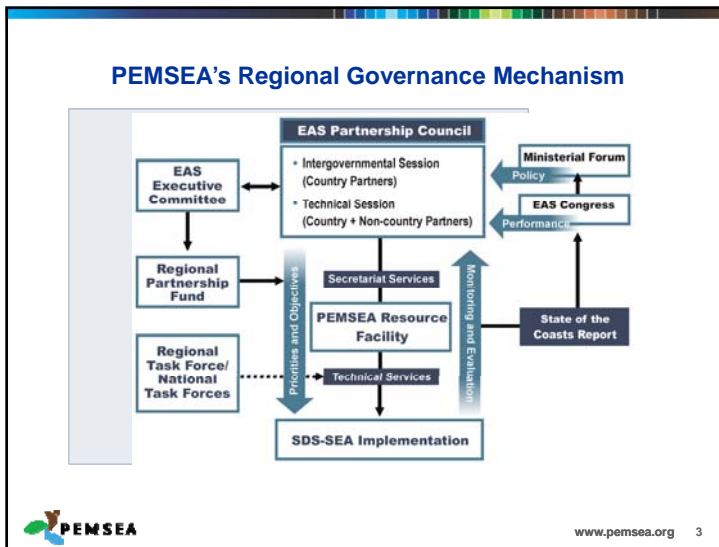 PEMSEA's Regional Governance Mechanism
EAS Partnership Council
• Intergovernmental Session
(Country Partners)
• Technical Session
(Country + Non-country Partners)
EAS
Executive
Committee
Ministerial Forum
Policy
EAS Congress
Performance
Regional
Partnership
Fund
Priorities and Objectives
Secretariat Services
PEMSEA Resource
Facility
Monitoring and Evaluation
State of the
Coasts Report
Regional
Task Force/
National
Task Forces
Technical Services
SDS-SEA Implementation
PEMSEA
www.pemsea.org 3